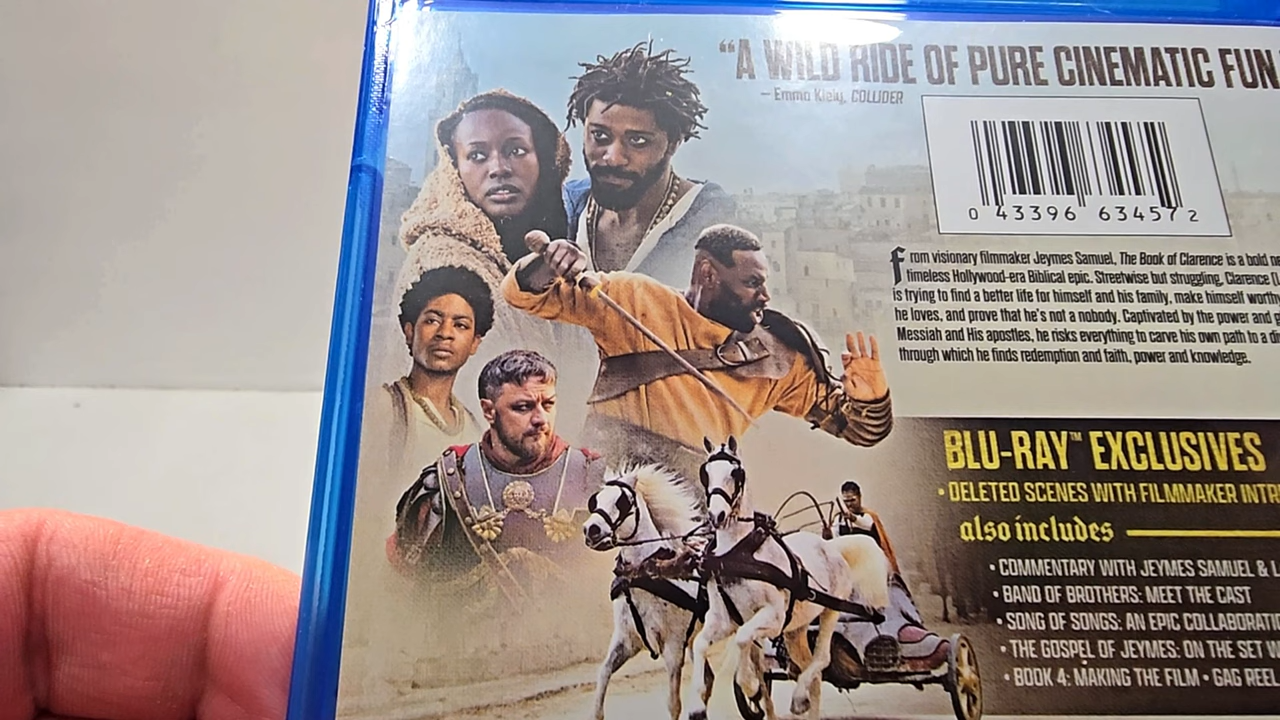 "A WILD RIDE OF PURE CINEMATIC FUN.
– Emma Kiely, COLLIDER
0 43396 63457 2
From visionary filmmaker Jeymes Samuel, The Book of Clarence is a bold
timeless Hollywood-era Biblical epic. Streetwise but struggling, Clarence
is trying to find a better life for himself and his family, make himself
he loves, and prove that he's not a nobody. Captivated by the power and
Messiah and His apostles, he risks everything to carve his own path to a
through which he finds redemption and faith, power and knowledge.
BLU-RAY™ EXCLUSIVES
• DELETED SCENES WITH FILMMAKER
also includes
• COMMENTARY WITH JEYMES SAMUEL &
• BAND OF BROTHERS: MEET THE CAST
• SONG OF SONGS: AN EPIC
• THE GOSPEL OF JEYMES: ON THE SET
• BOOK 4: MAKING THE FILM • GAG REEL